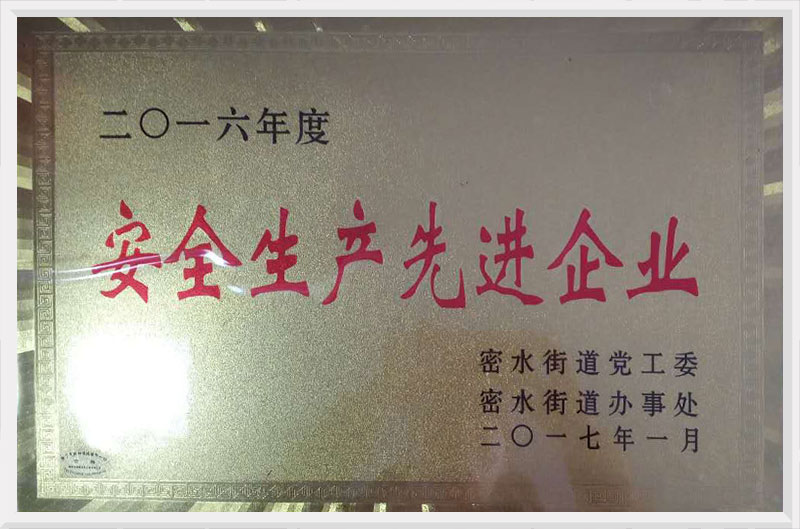 二〇一六年度
安全生产先进企业
密水街道党工委
密水街道办事处
二〇一七年一月